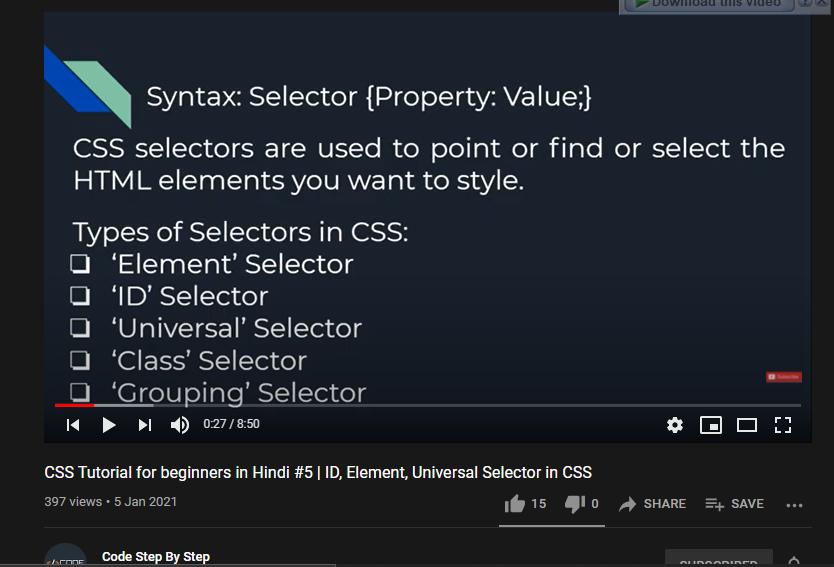 Download this video
Syntax: Selector {Property: Value;}
CSS selectors are used to point or find or select the
HTML elements you want to style.
Types of Selectors in CSS:
‘Element’ Selector
‘ID’ Selector
‘Universal’ Selector
‘Class’ Selector
‘Grouping’ Selector
Subscribe
0:27 / 8:50
CSS Tutorial for beginners in Hindi #5 | ID, Element, Universal Selector in CSS
397 views • 5 Jan 2021
15 0 SHARE SAVE
Code Step By Step
SUBSCRIBED